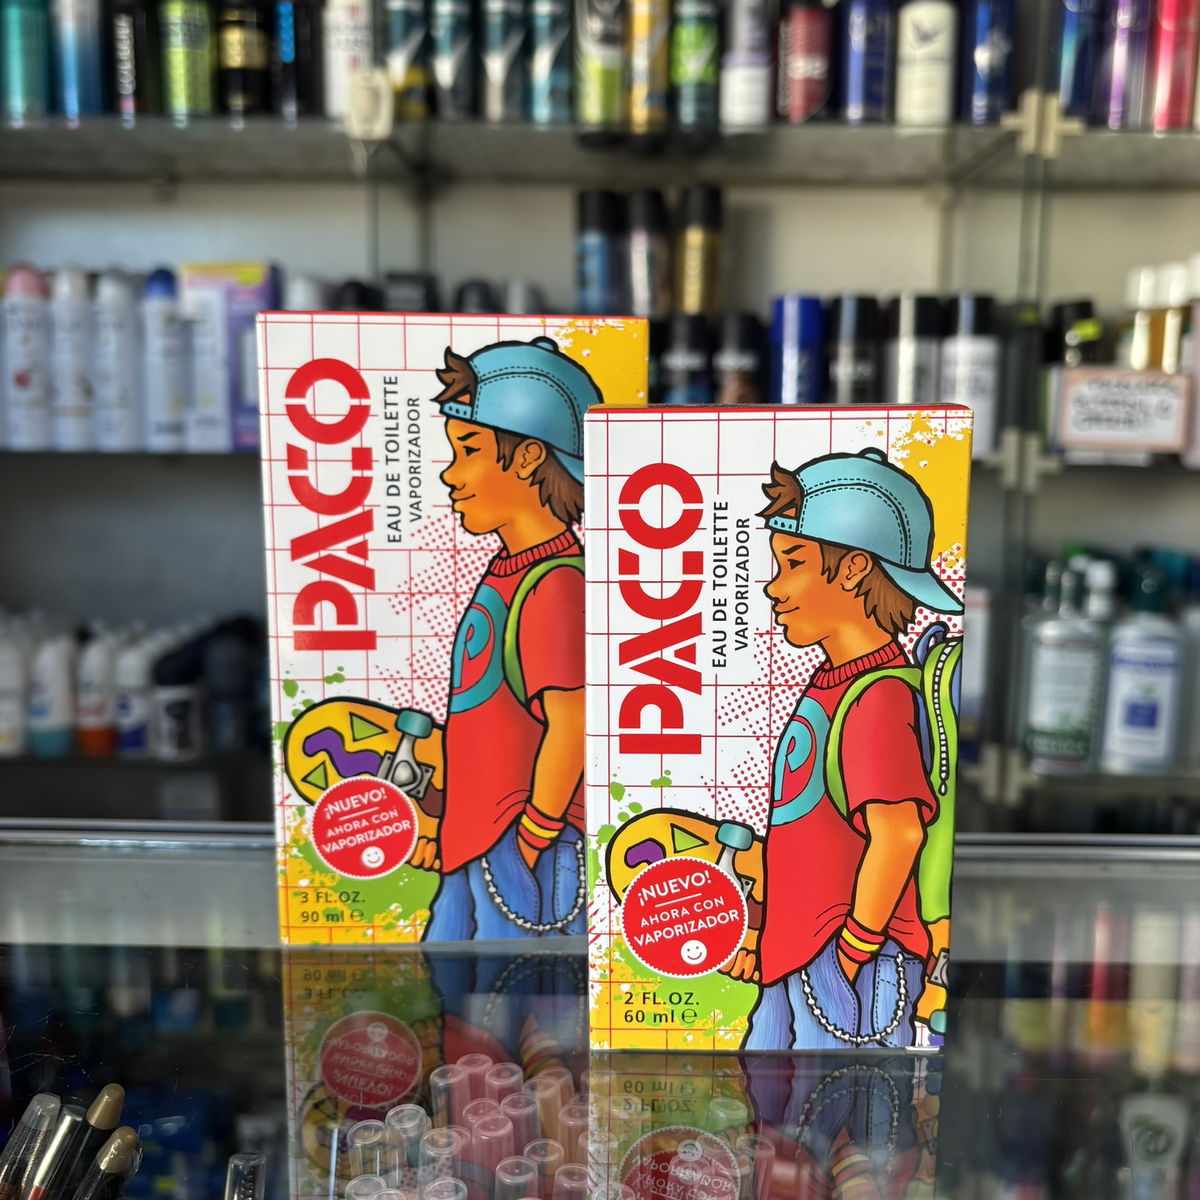 PACO
EAU DE TOILETTE
VAPORIZADOR
¡NUEVO!
AHORA CON
VAPORIZADOR
3 FL.OZ.
90 ml ℮
PACO
EAU DE TOILETTE
VAPORIZADOR
¡NUEVO!
AHORA CON
VAPORIZADOR
2 FL.OZ.
60 ml ℮